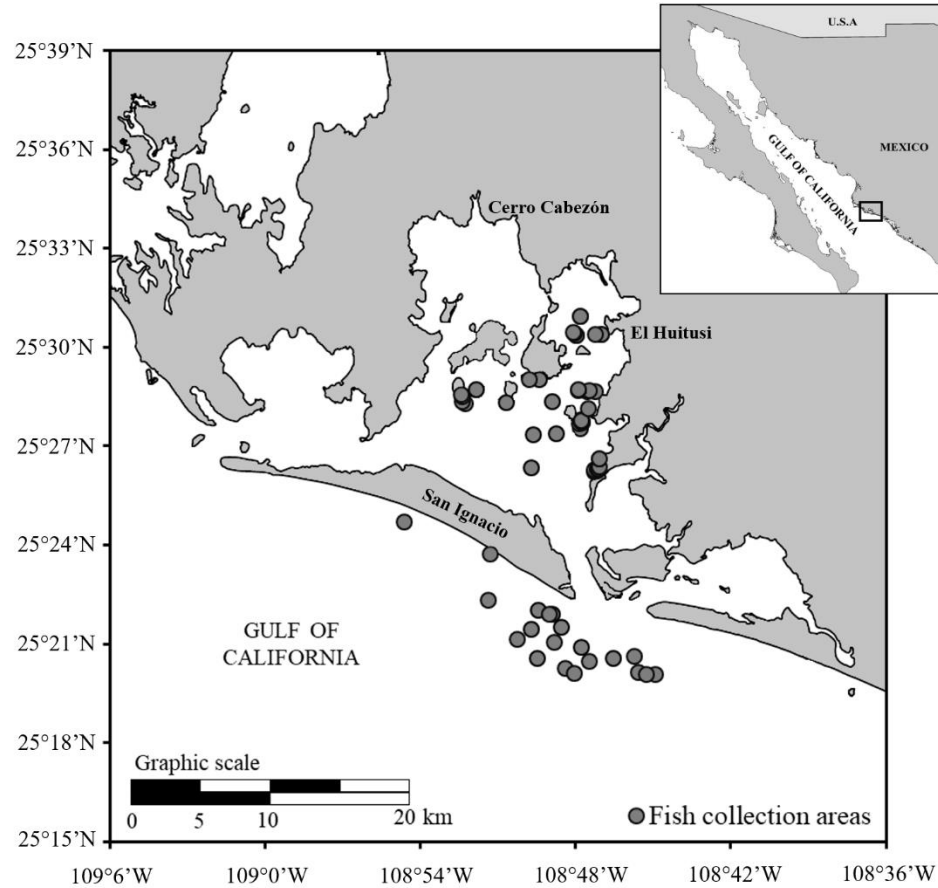 U.S.A
MEXICO
GULF OF CALIFORNIA
25°39’N
25°36’N
25°33’N
25°30’N
25°27’N
25°24’N
25°21’N
25°18’N
25°15’N
Cerro Cabezón
El Huitusi
San Ignacio
GULF OF
CALIFORNIA
Graphic scale
0 5 10 20 km
Fish collection areas
109°6’W 109°0’W 108°54’W 108°48’W 108°42’W 108°36’W